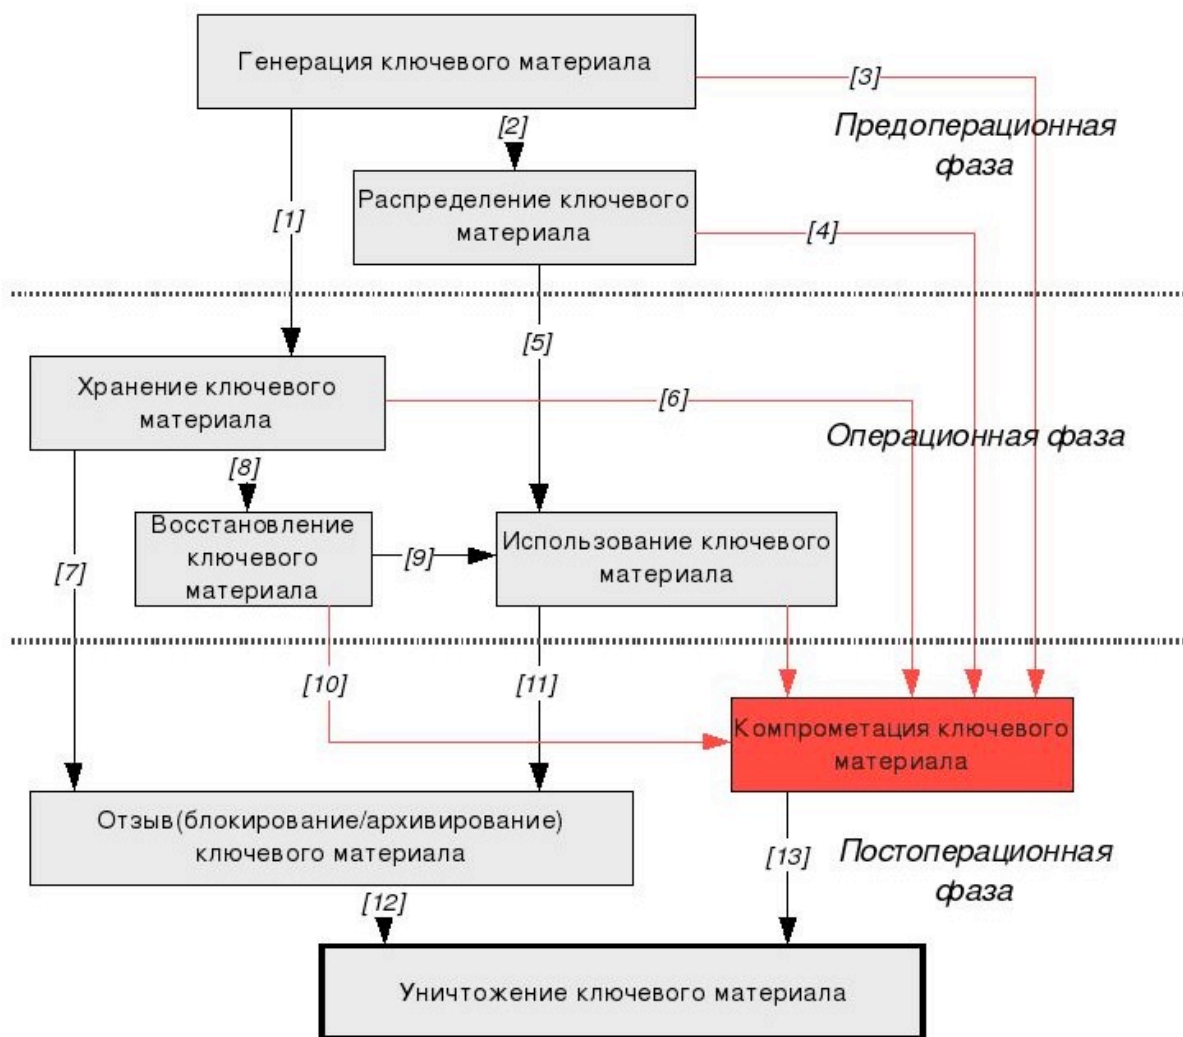 Генерация ключевого материала
[3]
[2]
Предоперационная
фаза
Распределение ключевого
материала
[1]
[4]
[5]
Хранение ключевого
материала
[6]
Операционная фаза
[8]
Восстановление
ключевого
материала
[9]
Использование ключевого
материала
[7]
[10]
[11]
Компрометация ключевого
материала
Отзыв(блокирование/архивирование)
ключевого материала
[13]
Постоперационная
фаза
[12]
Уничтожение ключевого материала